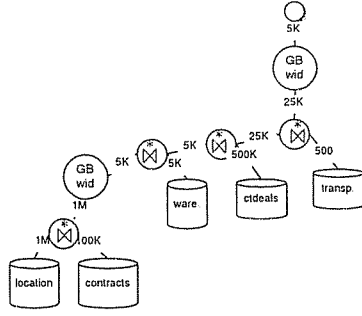 5K
GB
wid
25K
*
25K
500
*
5K
500K
*
5K
5K
GB
wid
1M
*
1M
100K
ware.
ctdeals
transp.
location
contracts